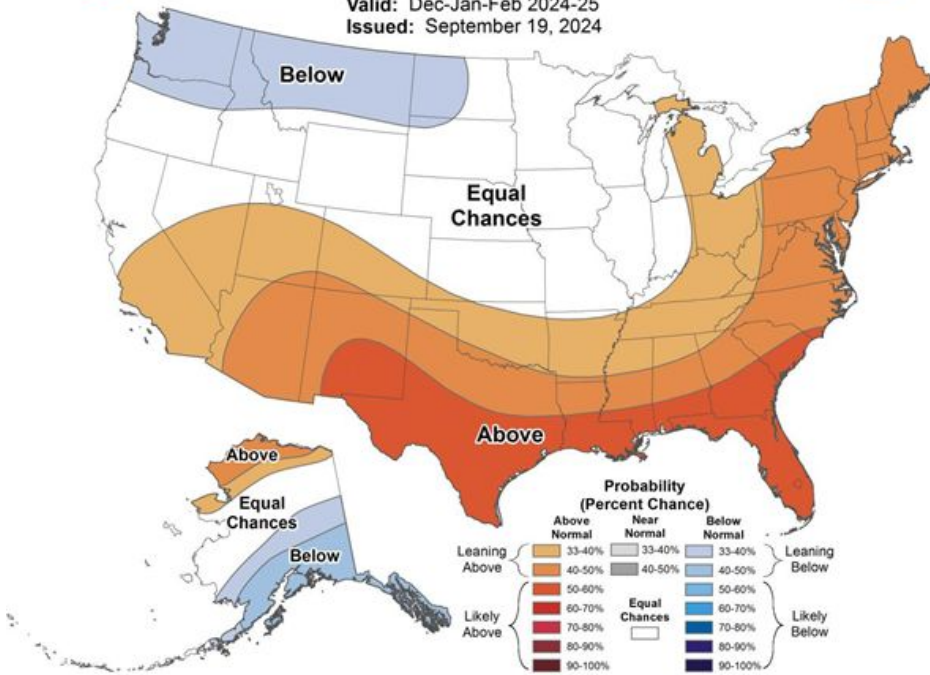 Valid: Dec-Jan-Feb 2024-25
Issued: September 19, 2024
Below
Equal
Chances
Above
Above
Equal
Chances
Below
Probability
(Percent Chance)
Above
Normal
Near
Normal
Below
Normal
Leaning
Above
33-40%
33-40%
33-40%
Leaning
Below
40-50%
40-50%
40-50%
Likely
Above
50-60%
50-60%
Likely
Below
60-70%
Equal
Chances
60-70%
70-80%
70-80%
80-90%
80-90%
90-100%
90-100%